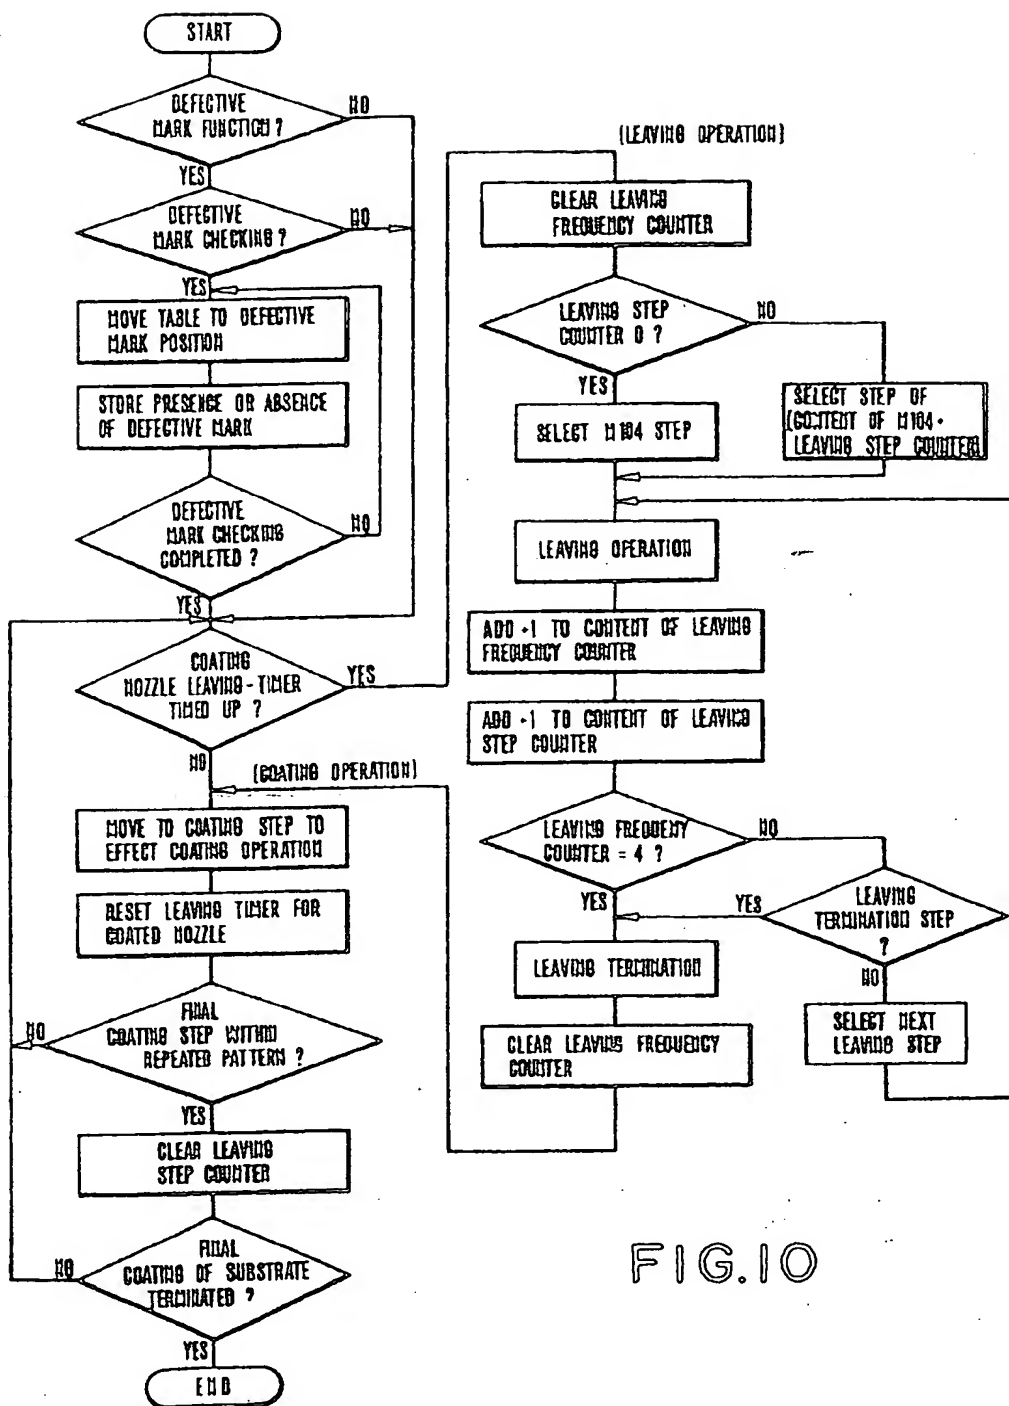 START
DEFECTIVE
MARK FUNCTION ?
NO
YES
DEFECTIVE
MARK CHECKING ?
NO
YES
MOVE TABLE TO DEFECTIVE
MARK POSITION
STORE PRESENCE OR ABSENCE
OF DEFECTIVE MARK
DEFECTIVE
MARK CHECKING
COMPLETED ?
NO
YES
COATING
NOZZLE LEAVING-TIMER
TIMED UP ?
YES
NO
(COATING OPERATION)
MOVE TO COATING STEP TO
EFFECT COATING OPERATION
RESET LEAVING TIMER FOR
COATED NOZZLE
FINAL
COATING STEP WITHIN
REPEATED PATTERN ?
NO
YES
CLEAR LEAVING
STEP COUNTER
FINAL
COATING OF SUBSTRATE
TERMINATED ?
NO
YES
END
(LEAVING OPERATION)
CLEAR LEAVING
FREQUENCY COUNTER
LEAVING STEP
COUNTER 0 ?
NO
YES
SELECT M104 STEP
SELECT STEP OF
(CONTENT OF M104+
LEAVING STEP COUNTER)
LEAVING OPERATION
ADD +1 TO CONTENT OF LEAVING
FREQUENCY COUNTER
ADD +1 TO CONTENT OF LEAVING
STEP COUNTER
LEAVING FREQUENY
COUNTER = 4 ?
NO
YES
LEAVING
TERMINATION STEP
?
YES
NO
LEAVING TERMINATION
SELECT NEXT
LEAVING STEP
CLEAR LEAVING FREQUENCY
COUNTER
FIG.10